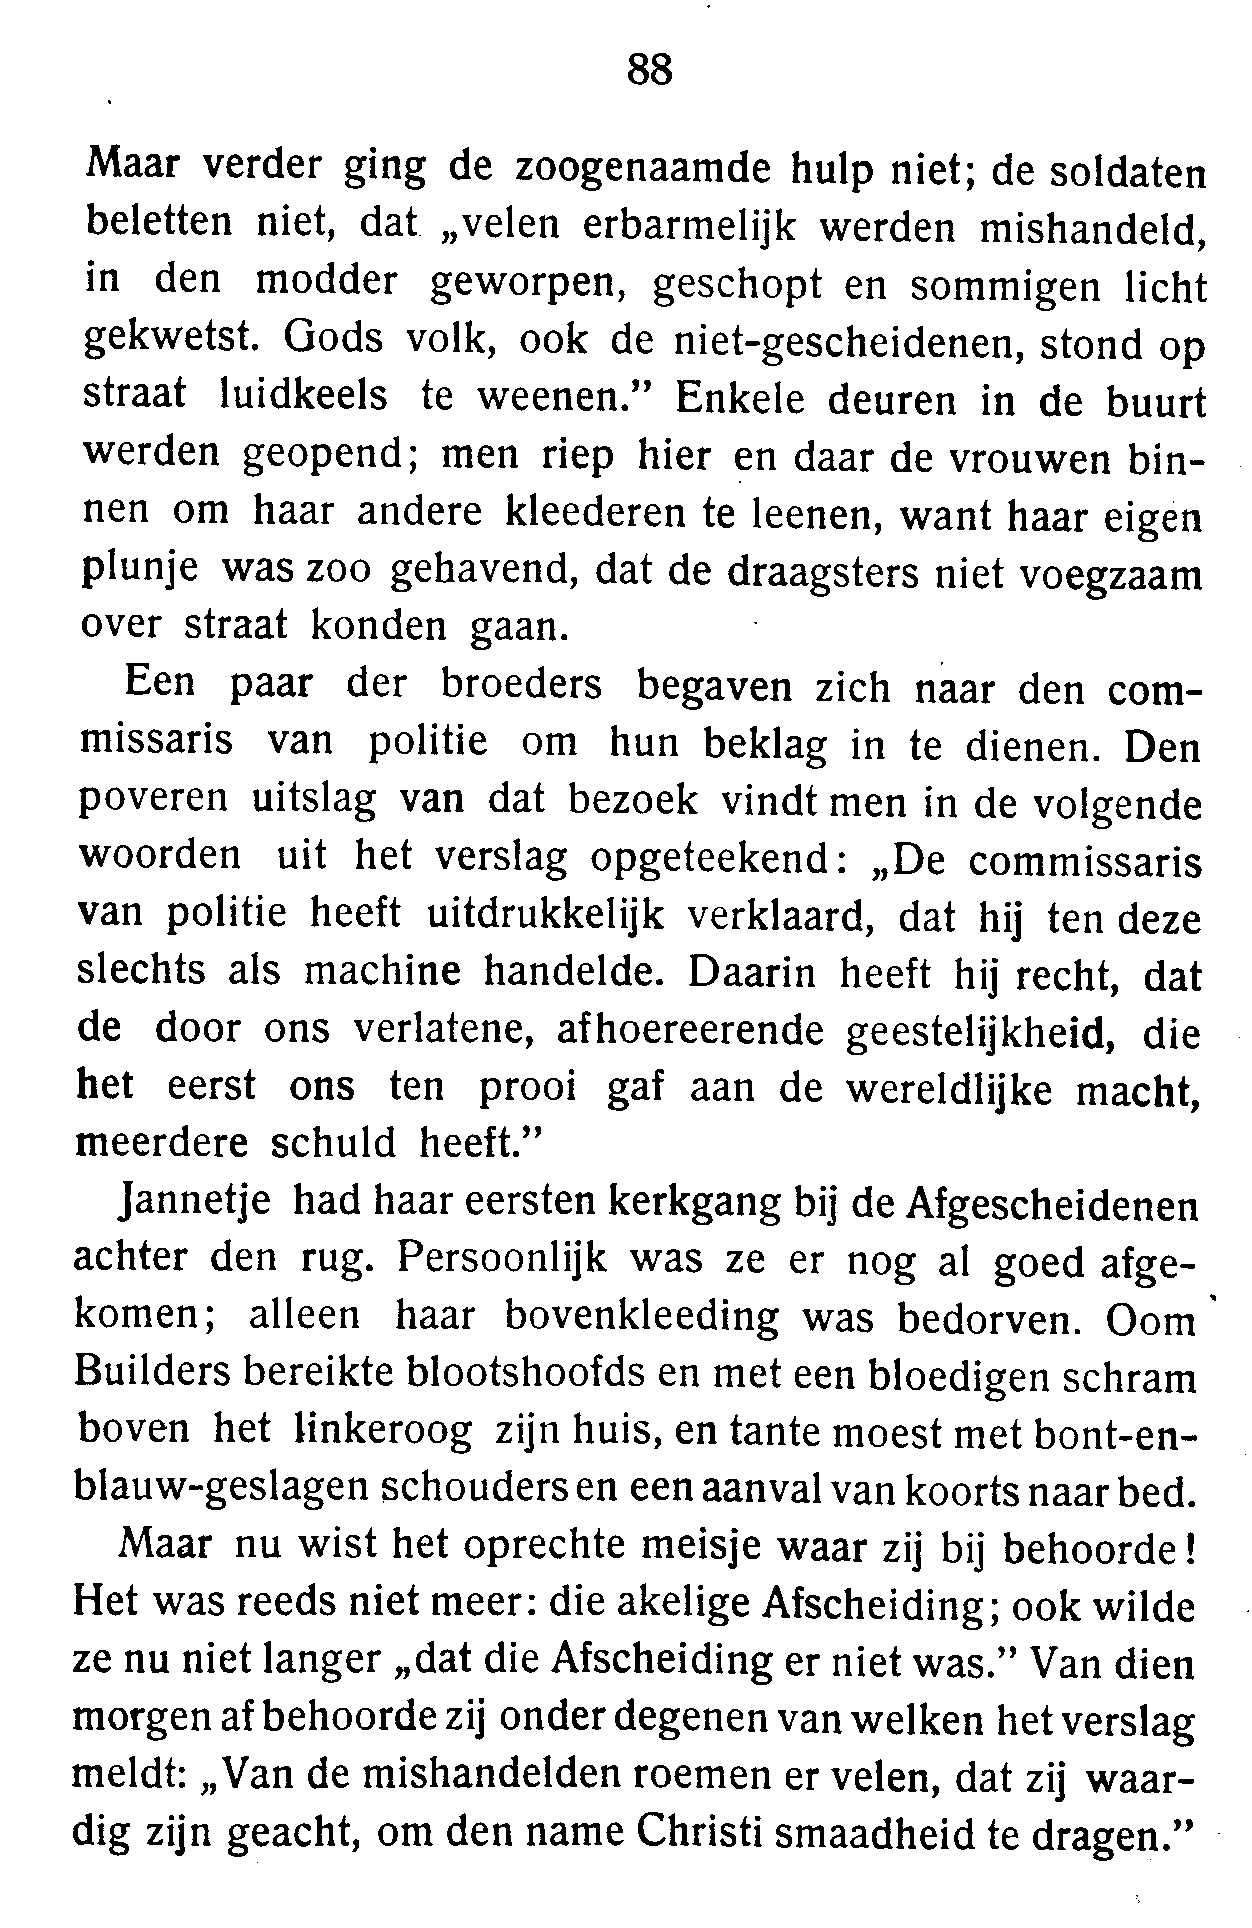 88
Maar verder ging de zoogenaamde hulp niet; de soldaten
beletten niet, dat „velen erbarmelijk werden mishandeld,
in den modder geworpen, geschopt en sommigen licht
gekwetst. Gods volk, ook de niet-gescheidenen, stond op
straat luidkeels te weenen.” Enkele deuren in de buurt
werden geopend; men riep hier en daar de vrouwen bin-
nen om haar andere kleederen te leenen, want haar eigen
plunje was zoo gehavend, dat de draagsters niet voegzaam
over straat konden gaan.
Een paar der broeders begaven zich naar den com-
missaris van politie om hun beklag in te dienen. Den
poveren uitslag van dat bezoek vindt men in de volgende
woorden uit het verslag opgeteekend: „De commissaris
van politie heeft uitdrukkelijk verklaard, dat hij ten deze
slechts als machine handelde. Daarin heeft hij recht, dat
de door ons verlatene, afhoereerende geestelijkheid, die
het eerst ons ten prooi gaf aan de wereldlijke macht,
meerdere schuld heeft.”
Jannetje had haar eersten kerkgang bij de Afgescheidenen
achter den rug. Persoonlijk was ze er nog al goed afge-
komen; alleen haar bovenkleeding was bedorven. Oom
Builders bereikte blootshoofds en met een bloedigen schram
boven het linkeroog zijn huis, en tante moest met bont-en-
blauw-geslagen schouders en een aanval van koorts naar bed.
Maar nu wist het oprechte meisje waar zij bij behoorde!
Het was reeds niet meer: die akelige Afscheiding; ook wilde
ze nu niet langer „dat die Afscheiding er niet was.” Van dien
morgen af behoorde zij onder degenen van welken het verslag
meldt: „Van de mishandelden roemen er velen, dat zij waar-
dig zijn geacht, om den name Christi smaadheid te dragen.”